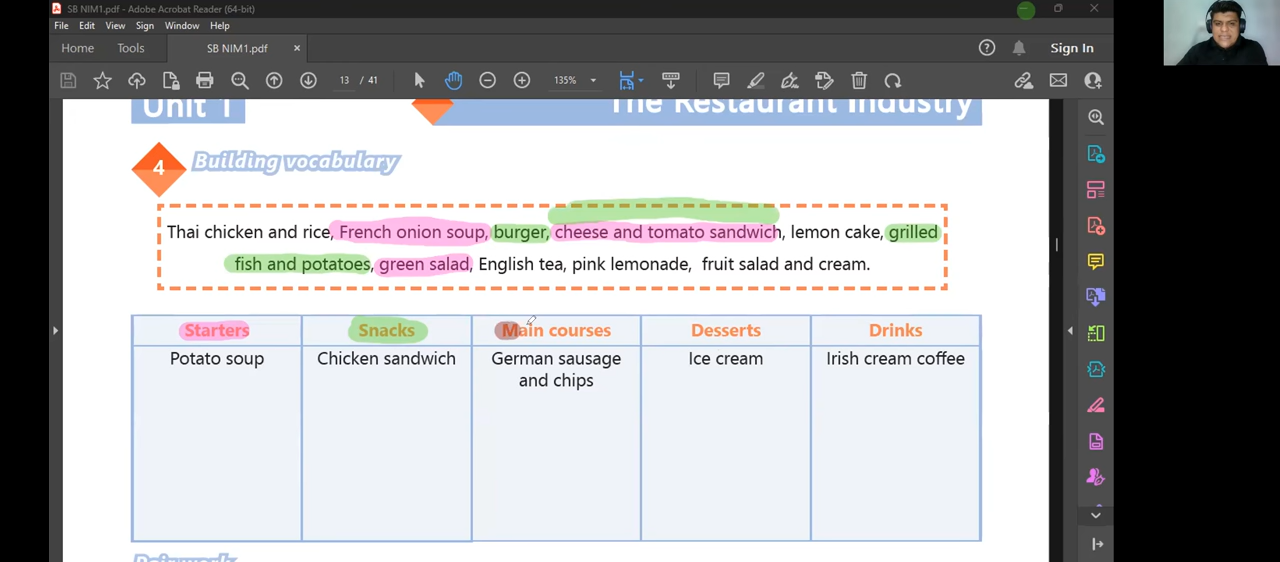 SB NIM1.pdf - Adobe Acrobat Reader (64-bit)
File Edit View Sign Window Help
Home Tools SB NIM1.pdf × Sign In
13 / 41 135%
Unit 1 The Restaurant Industry
4 Building vocabulary
Thai chicken and rice, French onion soup, burger, cheese and tomato sandwich, lemon cake, grilled
fish and potatoes, green salad, English tea, pink lemonade, fruit salad and cream.
Starters Snacks Main courses Desserts Drinks
Potato soup Chicken sandwich German sausage Ice cream Irish cream coffee
and chips
Pairwork